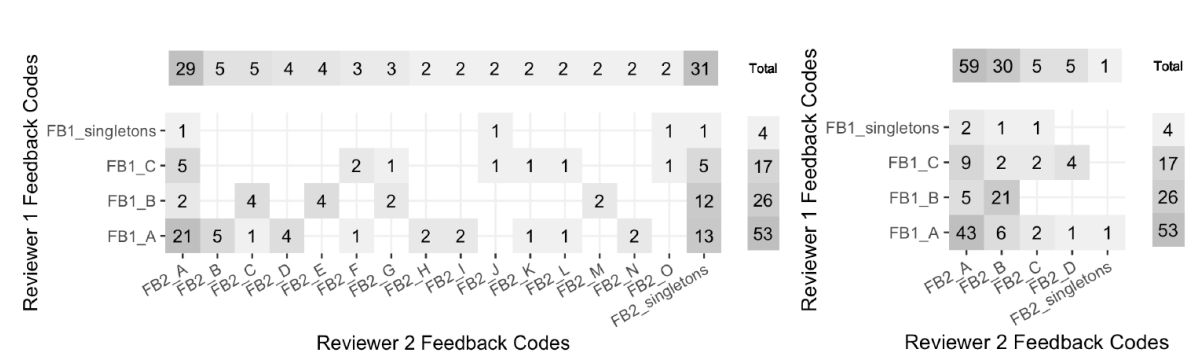 29 5 5 4 4 3 3 2 2 2 2 2 2 2 2 31 Total
FB1_singletons 1 1 1 1 4
FB1_C 5 2 1 1 1 1 1 5 17
FB1_B 2 4 4 2 2 12 26
FB1_A 21 5 1 4 1 2 2 1 1 2 13 53
FB2_A FB2_B FB2_C FB2_D FB2_E FB2_F FB2_G FB2_H FB2_I FB2_J FB2_K FB2_L FB2_M FB2_N FB2_O FB2_singletons
Reviewer 2 Feedback Codes
Reviewer 1 Feedback Codes
59 30 5 5 1 Total
FB1_singletons 2 1 1 4
FB1_C 9 2 2 4 17
FB1_B 5 21 26
FB1_A 43 6 2 1 1 53
FB2_A FB2_B FB2_C FB2_D FB2_singletons
Reviewer 2 Feedback Codes
Reviewer 1 Feedback Codes